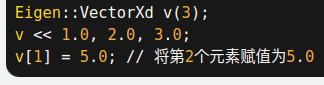 Eigen::VectorXd v(3);
v << 1.0, 2.0, 3.0;
v[1] = 5.0; // 将第2个元素赋值为5.0